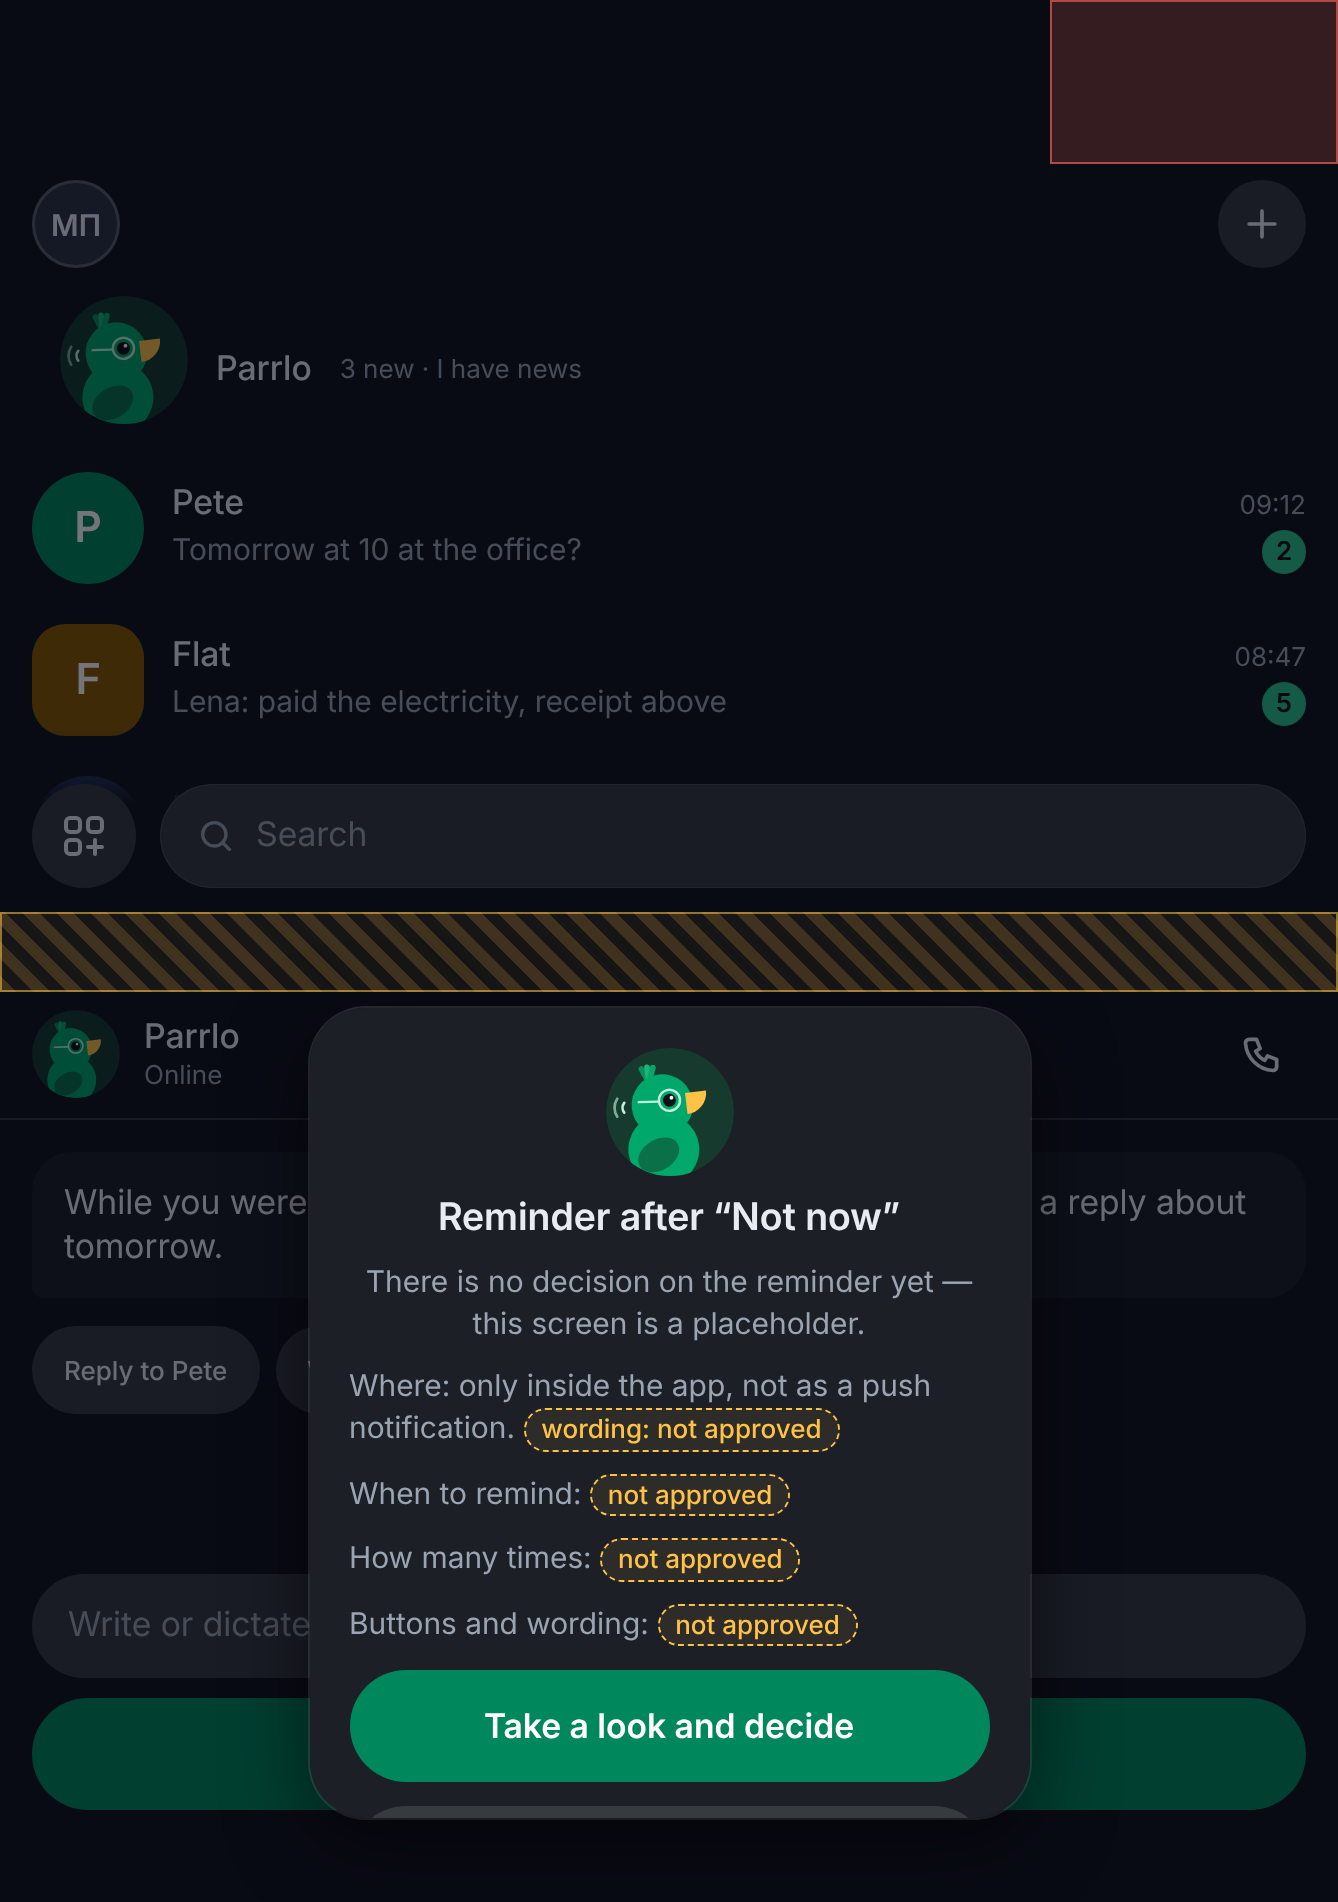 МП
Parrlo 3 new · I have news
P
Pete
09:12
Tomorrow at 10 at the office?
2
F
Flat
08:47
Lena: paid the electricity, receipt above
5
Search
Parrlo
Online
While you were
a reply about
tomorrow.
Reply to Pete
Write or dictate
Reminder after “Not now”
There is no decision on the reminder yet —
this screen is a placeholder.
Where: only inside the app, not as a push
notification. wording: not approved
When to remind: not approved
How many times: not approved
Buttons and wording: not approved
Take a look and decide